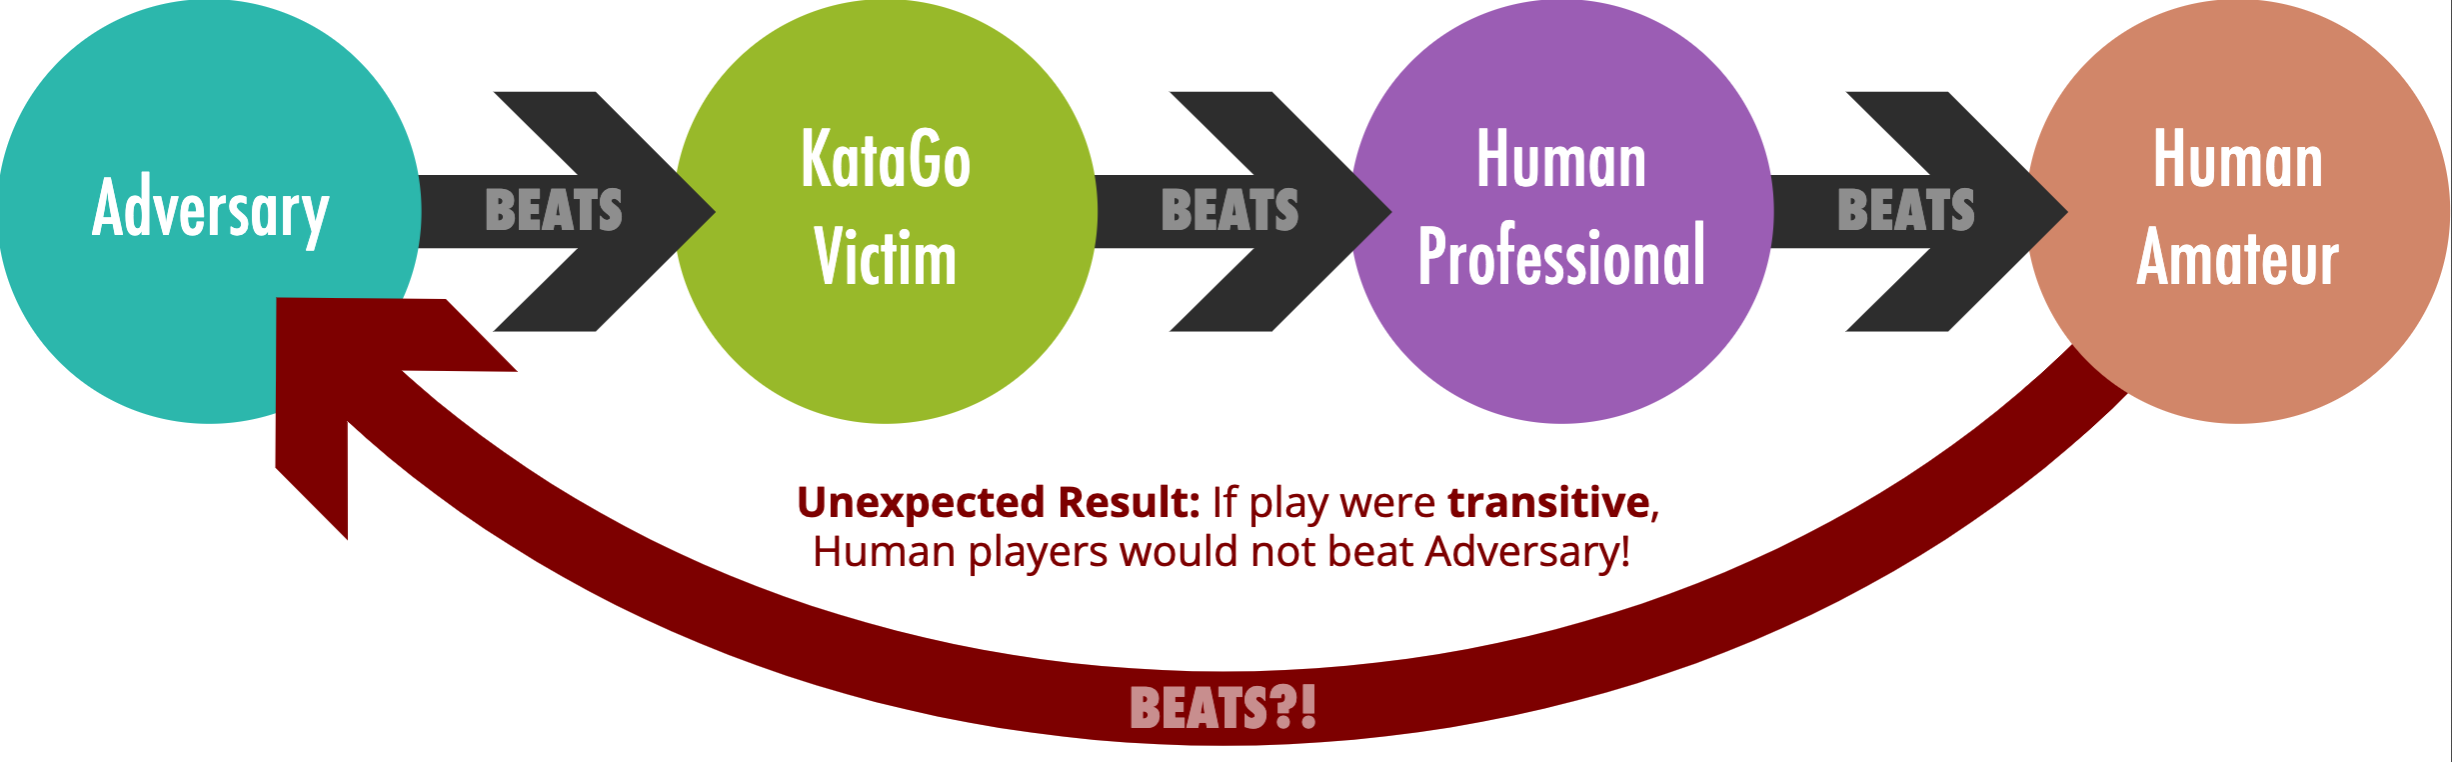 Adversary
BEATS
KataGo
Victim
BEATS
Human
Professional
BEATS
Human
Amateur
Unexpected Result: If play were transitive,
Human players would not beat Adversary!
BEATS?!